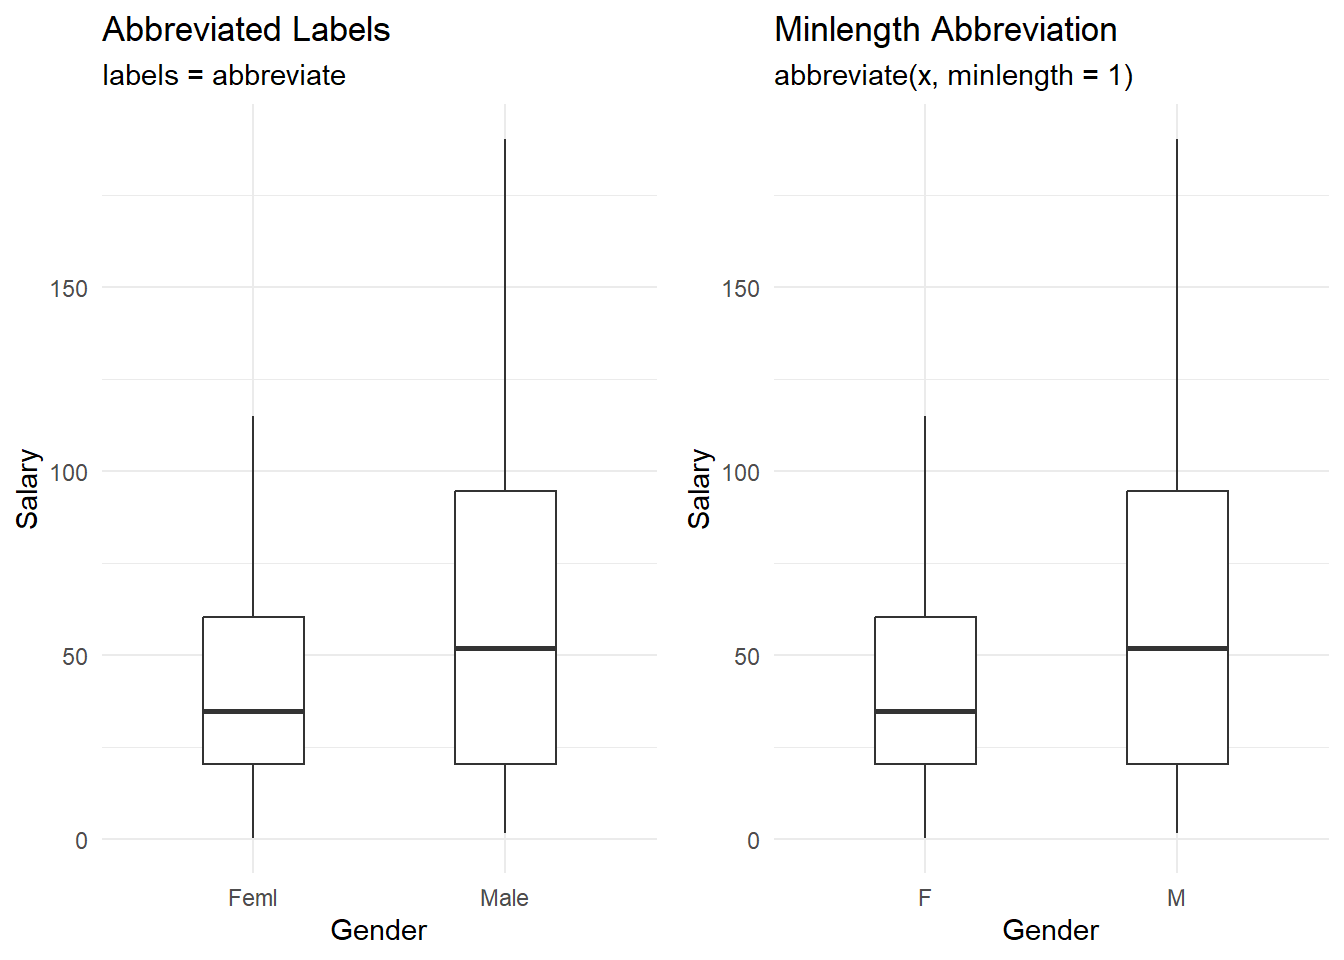 Abbreviated Labels
labels = abbreviate
Salary
150
100
50
0
Feml Male
Gender
Minlength Abbreviation
abbreviate(x, minlength = 1)
Salary
150
100
50
0
F M
Gender